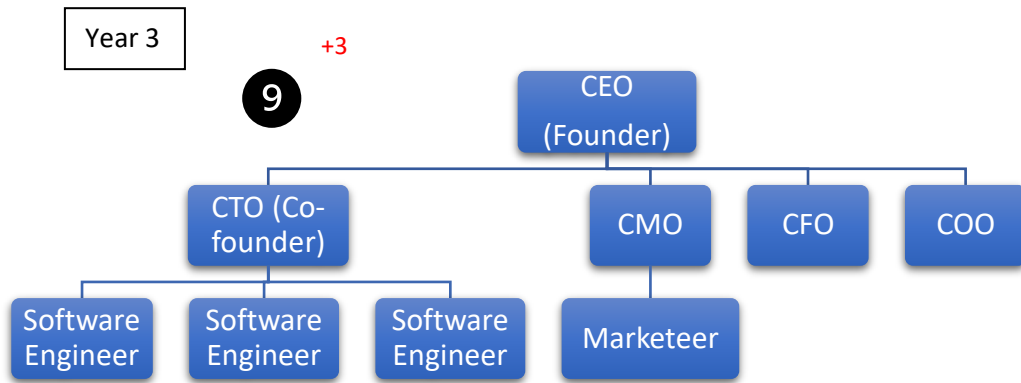 Year 3
+3
9
CEO
(Founder)
CTO (Co-
founder)
CMO
CFO
COO
Software
Engineer
Software
Engineer
Software
Engineer
Marketeer